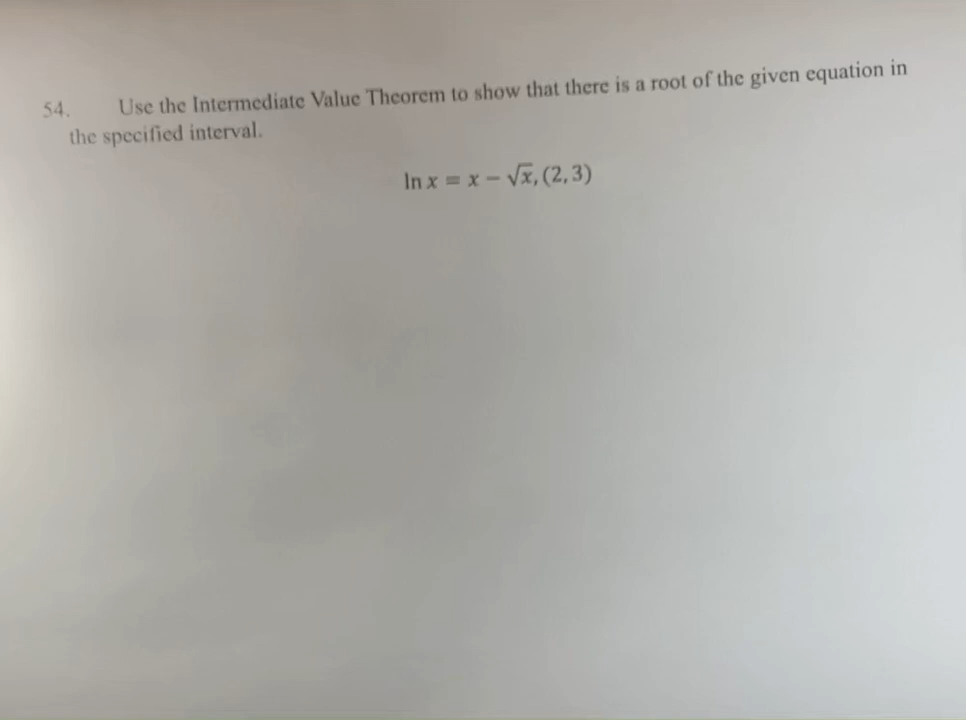 54. Use the Intermediate Value Theorem to show that there is a root of the given equation in
the specified interval.
ln x = x − √x, (2,3)